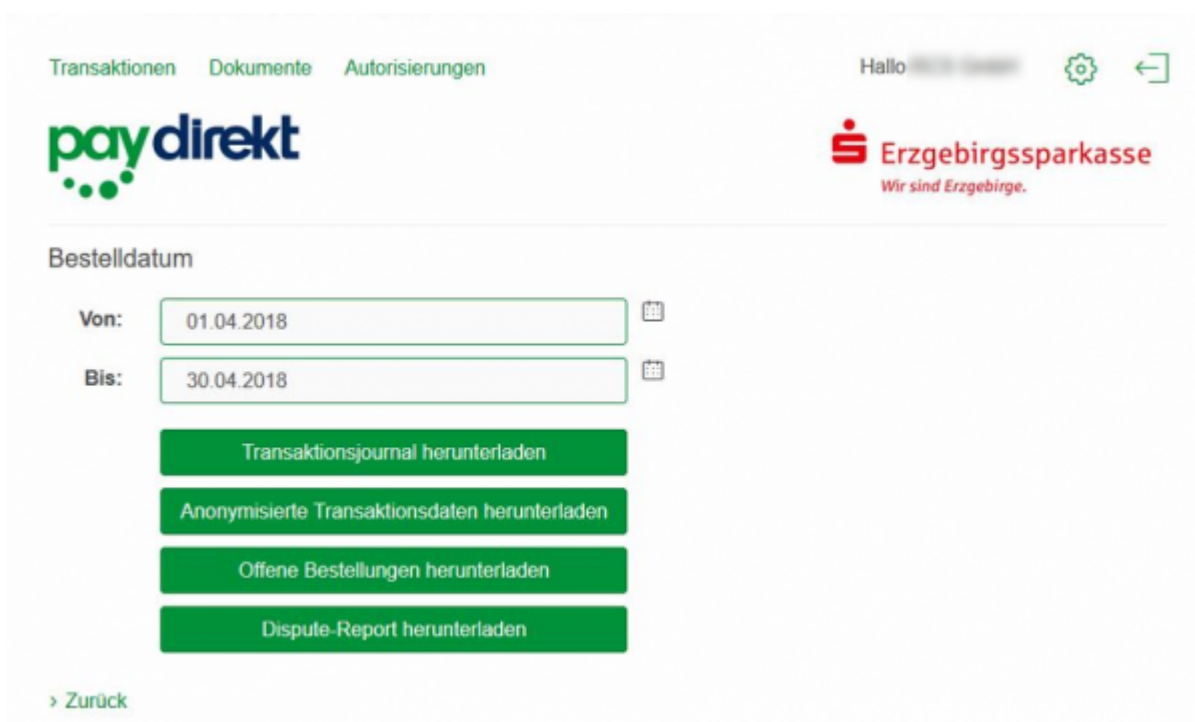 Transaktionen Dokumente Autorisierungen Hallo
paydirekt
Erzgebirgssparkasse
Wir sind Erzgebirge.
Bestelldatum
Von: 01.04.2018
Bis: 30.04.2018
Transaktionsjournal herunterladen
Anonymisierte Transaktionsdaten herunterladen
Offene Bestellungen herunterladen
Dispute-Report herunterladen
› Zurück